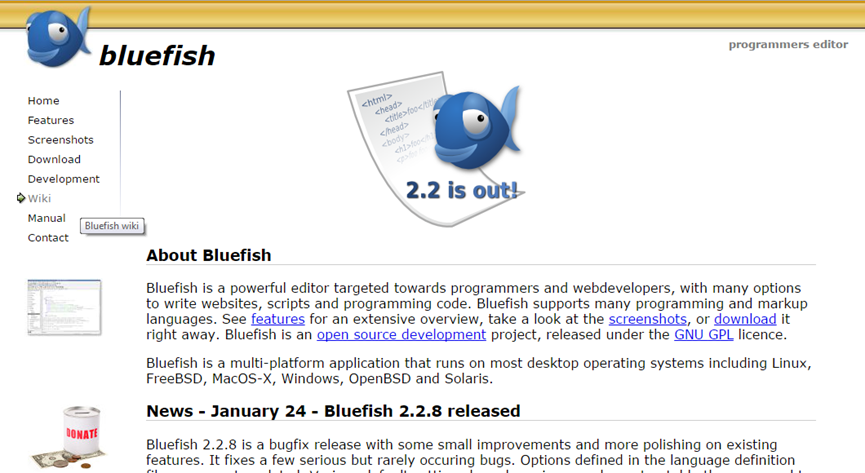 bluefish
programmers editor
Home
Features
Screenshots
Download
Development
Wiki
Manual
Contact
Bluefish wiki
<html>
<head>
<title>foo</title
</head>
<body>
2.2 is out!
About Bluefish
Bluefish is a powerful editor targeted towards programmers and webdevelopers, with many options
to write websites, scripts and programming code. Bluefish supports many programming and markup
languages. See features for an extensive overview, take a look at the screenshots, or download it
right away. Bluefish is an open source development project, released under the GNU GPL licence.
Bluefish is a multi-platform application that runs on most desktop operating systems including Linux,
FreeBSD, MacOS-X, Windows, OpenBSD and Solaris.
DONATE
News - January 24 - Bluefish 2.2.8 released
Bluefish 2.2.8 is a bugfix release with some small improvements and more polishing on existing
features. It fixes a few serious but rarely occuring bugs. Options defined in the language definition